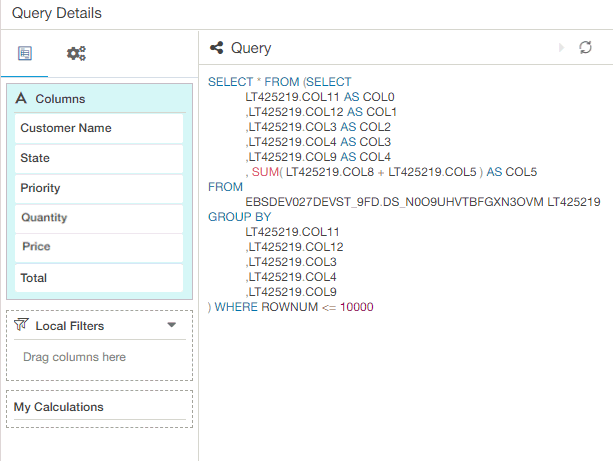 Query Details
A Columns
Customer Name
State
Priority
Quantity
Price
Total
Local Filters
Drag columns here
My Calculations
Query
SELECT * FROM (SELECT
LT425219.COL11 AS COL0
,LT425219.COL12 AS COL1
,LT425219.COL3 AS COL2
,LT425219.COL4 AS COL3
,LT425219.COL9 AS COL4
, SUM( LT425219.COL8 + LT425219.COL5 ) AS COL5
FROM
EBSDEV027DEVST_9FD.DS_N0O9UHVTBFGXN3OVM LT425219
GROUP BY
LT425219.COL11
,LT425219.COL12
,LT425219.COL3
,LT425219.COL4
,LT425219.COL9
) WHERE ROWNUM <= 10000